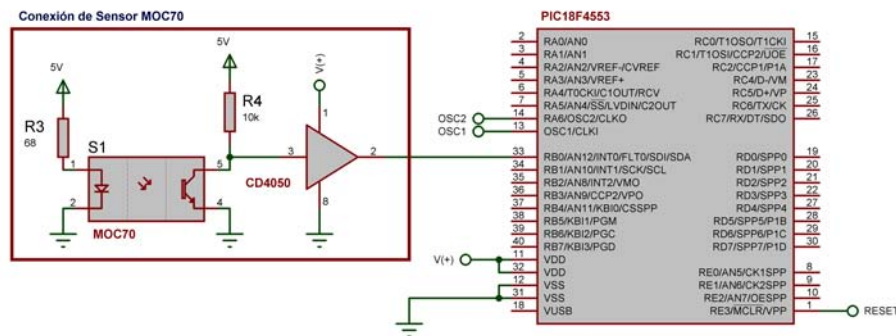 Conexión de Sensor MOC70
5V
5V
V(+)
R3
68
R4
10k
S1
1
2
5
4
MOC70
3
1
2
8
CD4050
PIC18F4553
2 RA0/AN0
3 RA1/AN1
4 RA2/AN2/VREF-/CVREF
5 RA3/AN3/VREF+
6 RA4/T0CKI/C1OUT/RCV
7 RA5/AN4/SS/LVDIN/C2OUT
OSC2 14 RA6/OSC2/CLKO
OSC1 13 OSC1/CLKI
33 RB0/AN12/INT0/FLT0/SDI/SDA
34 RB1/AN10/INT1/SCK/SCL
35 RB2/AN8/INT2/VMO
36 RB3/AN9/CCP2/VPO
37 RB4/AN11/KBI0/CSSPP
38 RB5/KBI1/PGM
39 RB6/KBI2/PGC
40 RB7/KBI3/PGD
V(+) 11 VDD
32 VDD
12 VSS
31 VSS
18 VUSB
RC0/T1OSO/T1CKI 15
RC1/T1OSI/CCP2/UOE 16
RC2/CCP1/P1A 17
RC4/D-/VM 23
RC5/D+/VP 24
RC6/TX/CK 25
RC7/RX/DT/SDO 26
RD0/SPP0 19
RD1/SPP1 20
RD2/SPP2 21
RD3/SPP3 22
RD4/SPP4 27
RD5/SPP5/P1B 28
RD6/SPP6/P1C 29
RD7/SPP7/P1D 30
RE0/AN5/CK1SPP 8
RE1/AN6/CK2SPP 9
RE2/AN7/OESPP 10
RE3/MCLR/VPP 1 RESET